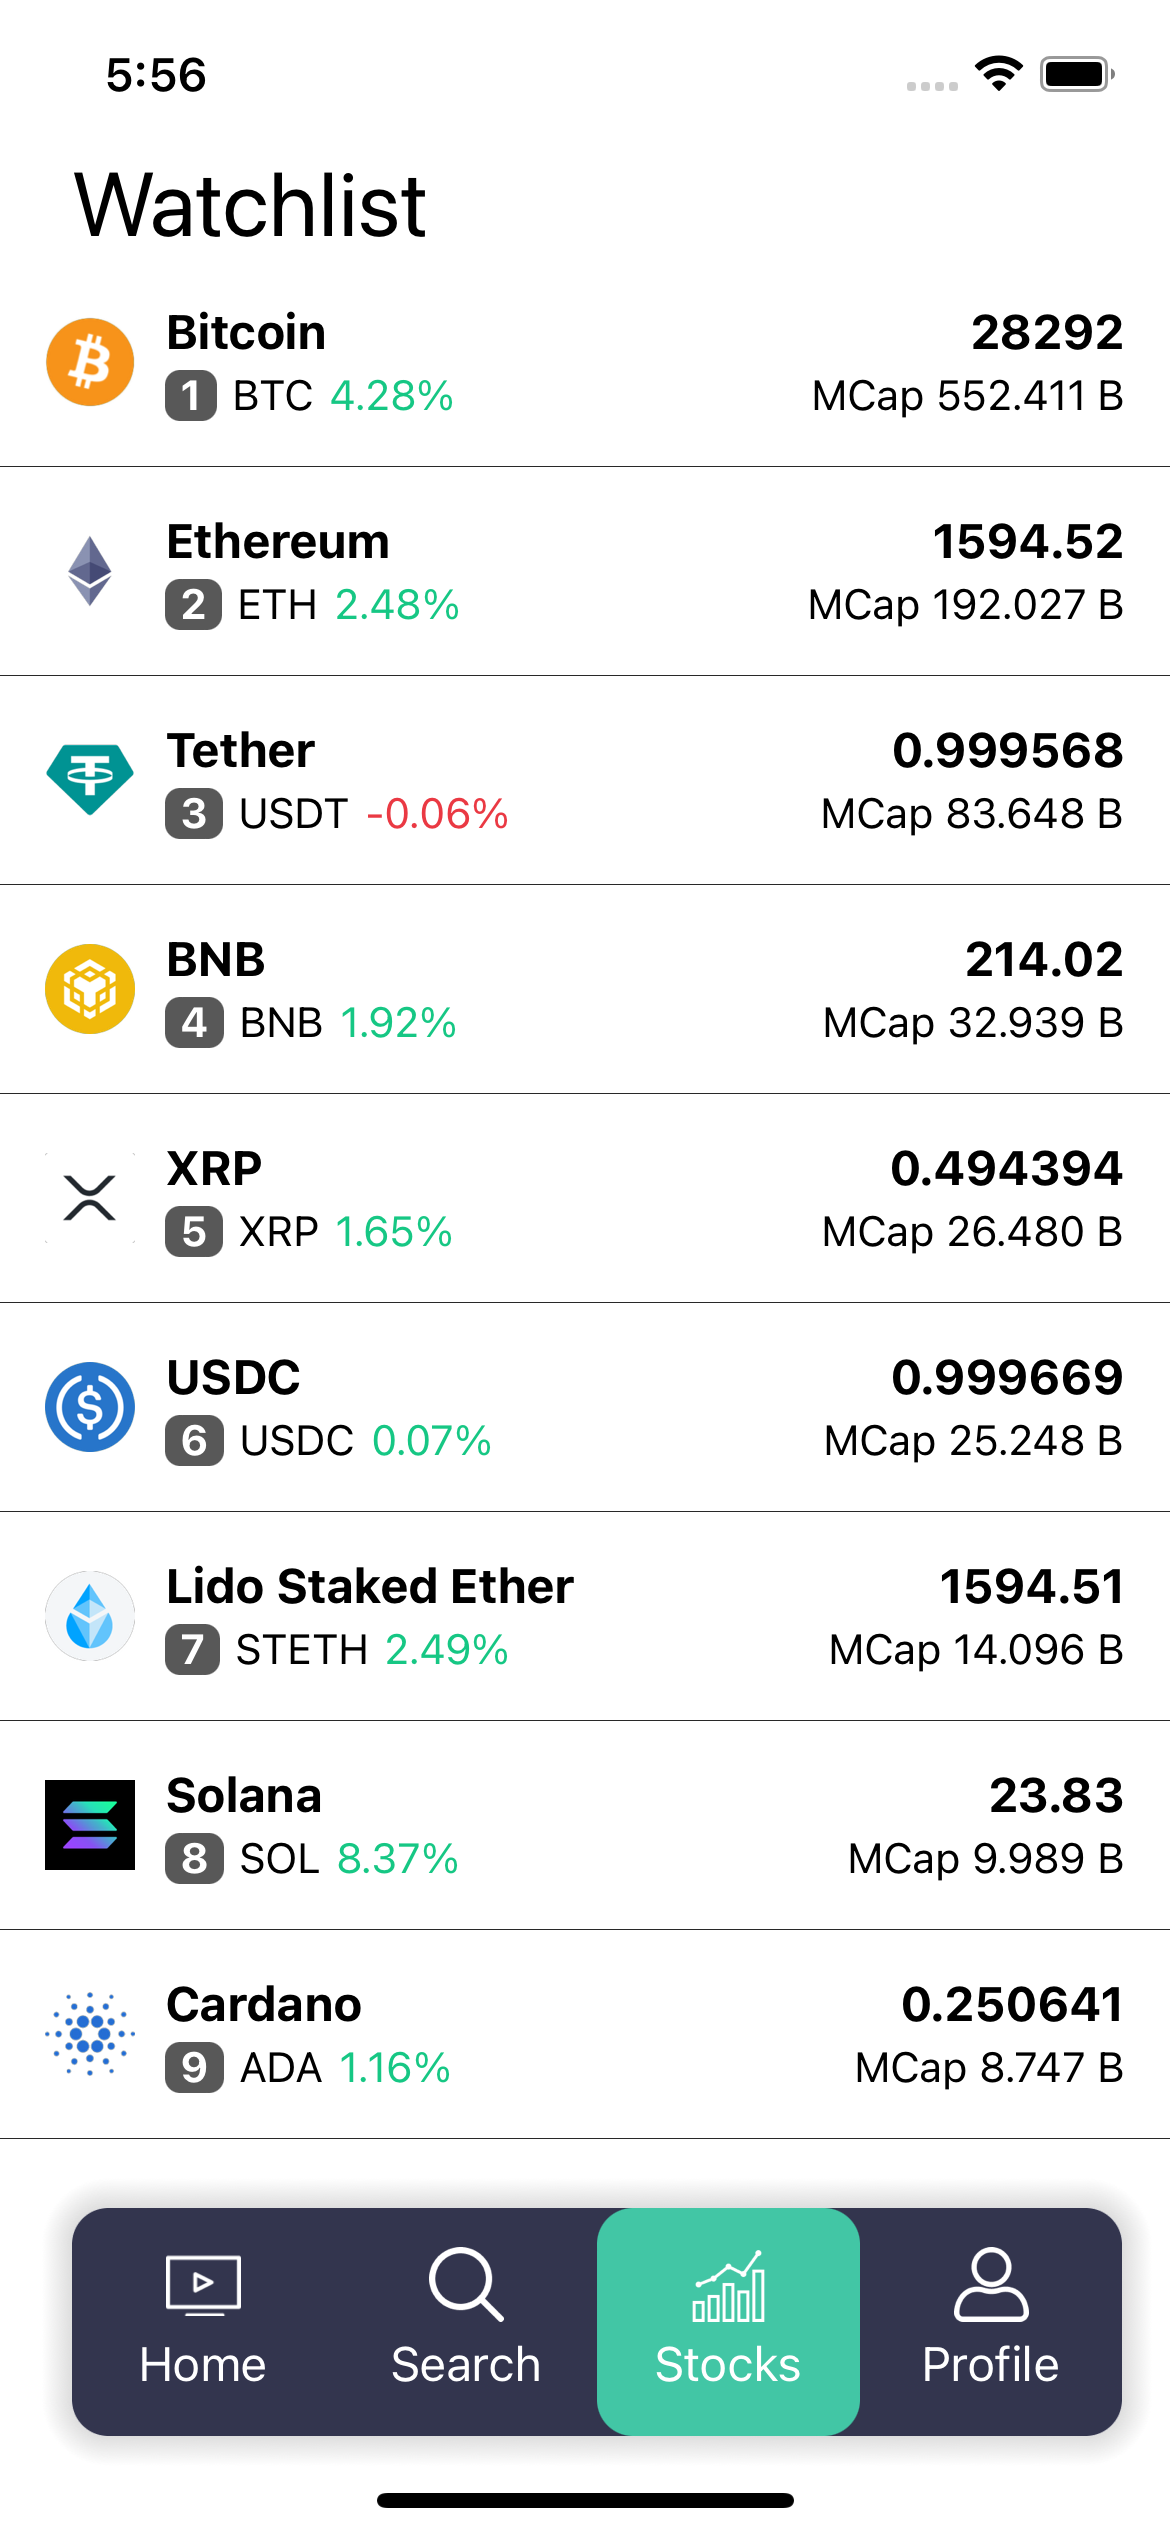 5:56
Watchlist
Bitcoin 28292
1 BTC 4.28% MCap 552.411 B
Ethereum 1594.52
2 ETH 2.48% MCap 192.027 B
Tether 0.999568
3 USDT -0.06% MCap 83.648 B
BNB 214.02
4 BNB 1.92% MCap 32.939 B
XRP 0.494394
5 XRP 1.65% MCap 26.480 B
USDC 0.999669
6 USDC 0.07% MCap 25.248 B
Lido Staked Ether 1594.51
7 STETH 2.49% MCap 14.096 B
Solana 23.83
8 SOL 8.37% MCap 9.989 B
Cardano 0.250641
9 ADA 1.16% MCap 8.747 B
Home Search Stocks Profile